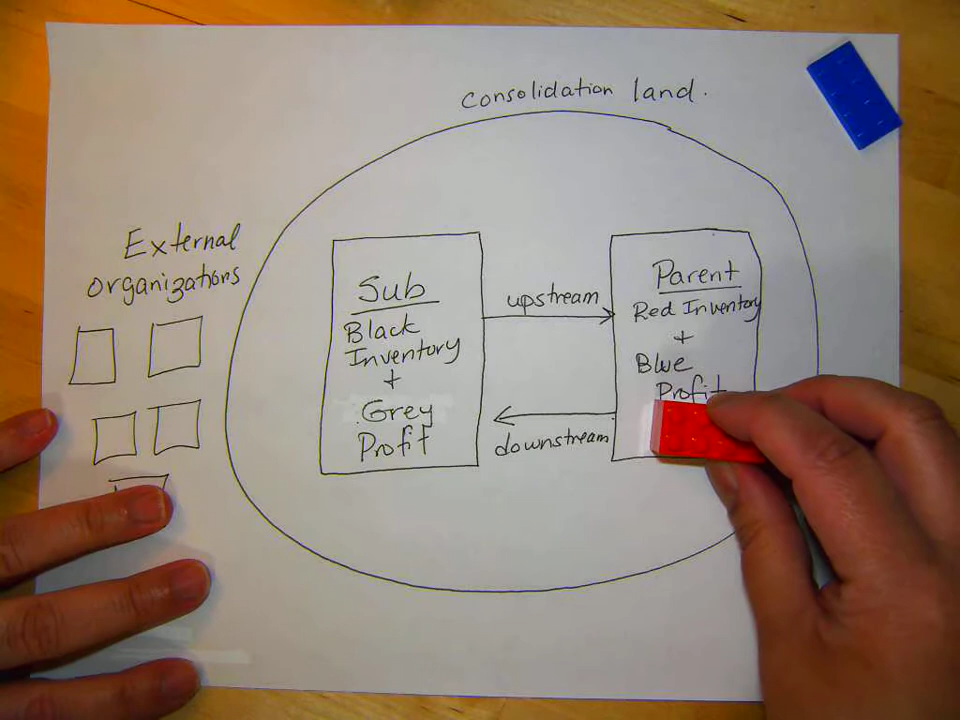 Consolidation land.
External
organizations
Sub
Black
Inventory
+
Grey
Profit
upstream
downstream
Parent
Red Inventory
+
Blue
Profit